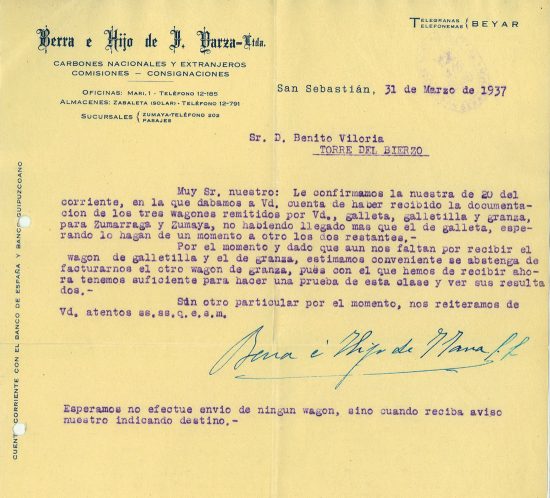 Berra e Hijo de J. Narza-Ltda.
CARBONES NACIONALES Y EXTRANJEROS
COMISIONES — CONSIGNACIONES
OFICINAS: MARI, 1 - TELÉFONO 12-185
ALMACENES: ZABALETA (SOLAR) - TELÉFONO 12-791
SUCURSALES { ZUMAYA-TELÉFONO 203
PASAJES
TELEGRAMAS
TELEFONEMAS } BEYAR
San Sebastián, 31 de Marzo de 1937
Sr. D. Benito Viloria
TORRE DEL BIERZO
Muy Sr. nuestro: Le confirmamos la nuestra de 20 del
corriente, en la que dabamos a Vd. cuenta de haber recibido la documenta-
cion de los tres wagones remitidos por Vd., galleta, galletilla y granza,
para Zumarraga y Zumaya, no habiendo llegado mas que el de galleta, espe-
rando lo hagan de un momento a otro los dos restantes.-
Por el momento y dado que aun nos faltan por recibir el
wagon de galletilla y el de granza, estimamos conveniente se abstenga de
facturarnos el otro wagon de granza, pués con el que hemos de recibir aho-
ra tenemos suficiente para hacer una prueba de esta clase y ver sus resulta
dos.-
Sin otro particular por el momento, nos reiteramos de
Vd. atentos ss.ss.q.e.s.m.
Berra é Hijo de Narza
Esperamos no efectue envio de ningun wagon, sino cuando reciba aviso
nuestro indicando destino.-
CUENTA CORRIENTE CON EL BANCO DE ESPAÑA Y BANCO GUIPUZCOANO